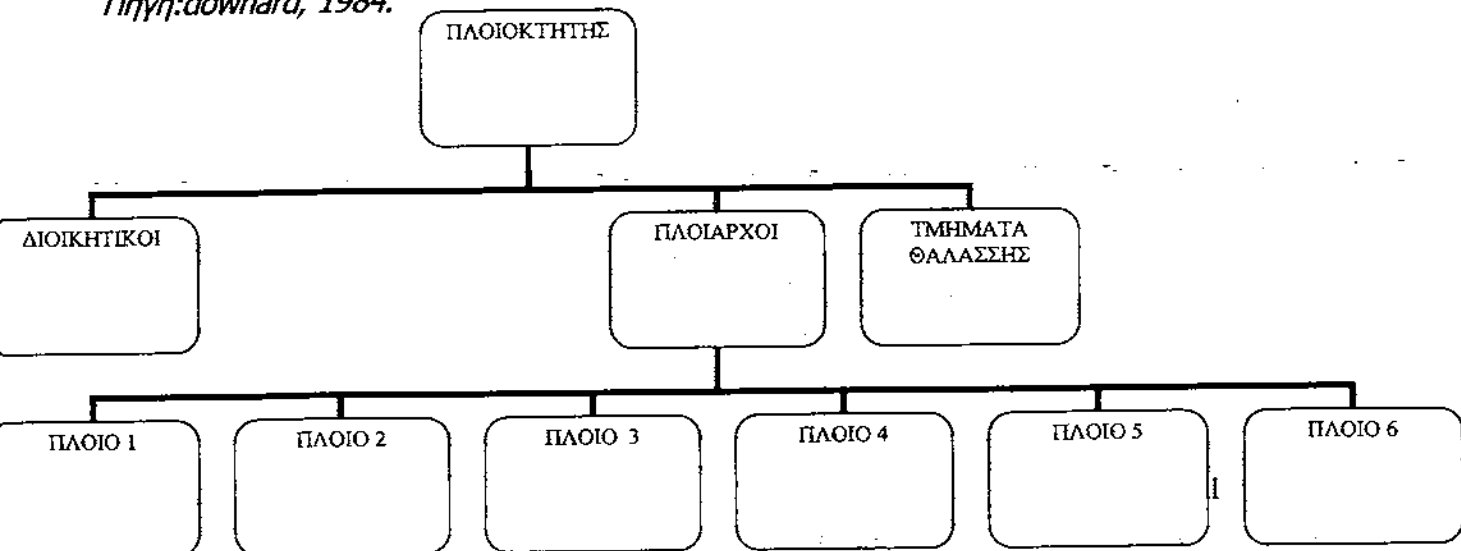 Πηγή:downard, 1984.
ΠΛΟΙΟΚΤΗΤΗΣ
ΔΙΟΙΚΗΤΙΚΟΙ
ΠΛΟΙΑΡΧΟΙ
ΤΜΗΜΑΤΑ
ΘΑΛΑΣΣΗΣ
ΠΛΟΙΟ 1
ΠΛΟΙΟ 2
ΠΛΟΙΟ 3
ΠΛΟΙΟ 4
ΠΛΟΙΟ 5
ΠΛΟΙΟ 6